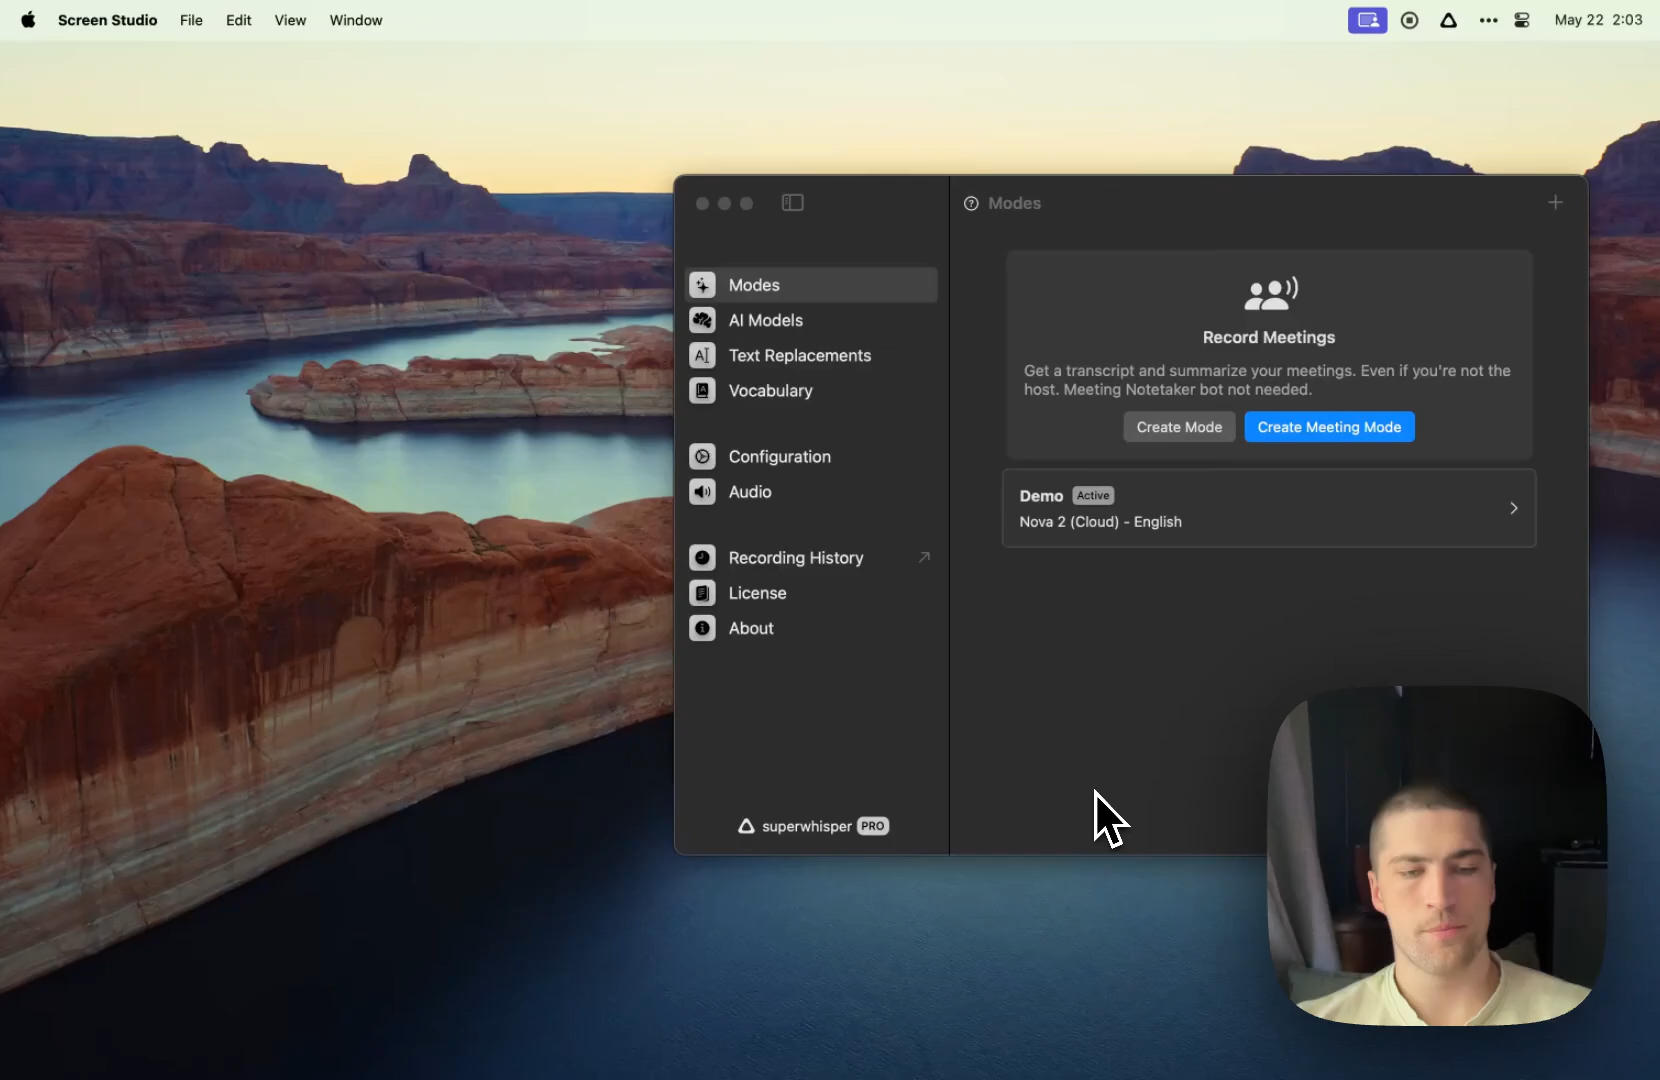 Screen Studio File Edit View Window May 22 2:03
Modes
Modes
AI Models
Text Replacements
Vocabulary
Configuration
Audio
Recording History
License
About
superwhisper PRO
Record Meetings
Get a transcript and summarize your meetings. Even if you're not the
host. Meeting Notetaker bot not needed.
Create Mode Create Meeting Mode
Demo Active
Nova 2 (Cloud) - English